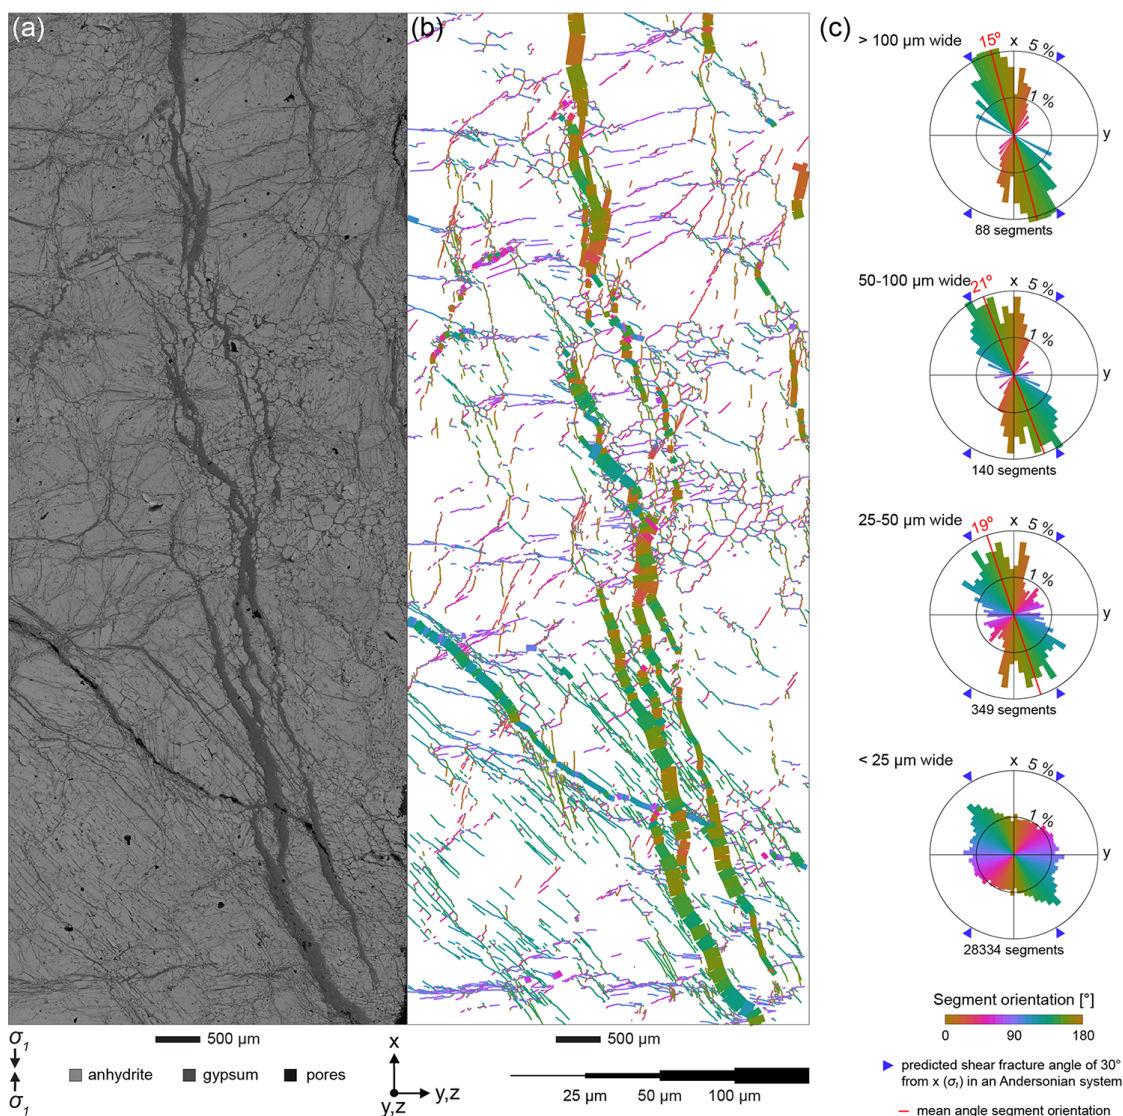 (a)
(b)
(c)
> 100 µm wide
15º
x
5 %
1 %
y
88 segments
50-100 µm wide
21º
x
5 %
1 %
y
140 segments
25-50 µm wide
19º
x
5 %
1 %
y
349 segments
< 25 µm wide
x
5 %
1 %
y
28334 segments
Segment orientation [°]
0 90 180
predicted shear fracture angle of 30°
from x (σ1) in an Andersonian system
mean angle segment orientation
σ1
σ1
500 µm
anhydrite
gypsum
pores
x
y,z
y,z
500 µm
25 µm
50 µm
100 µm